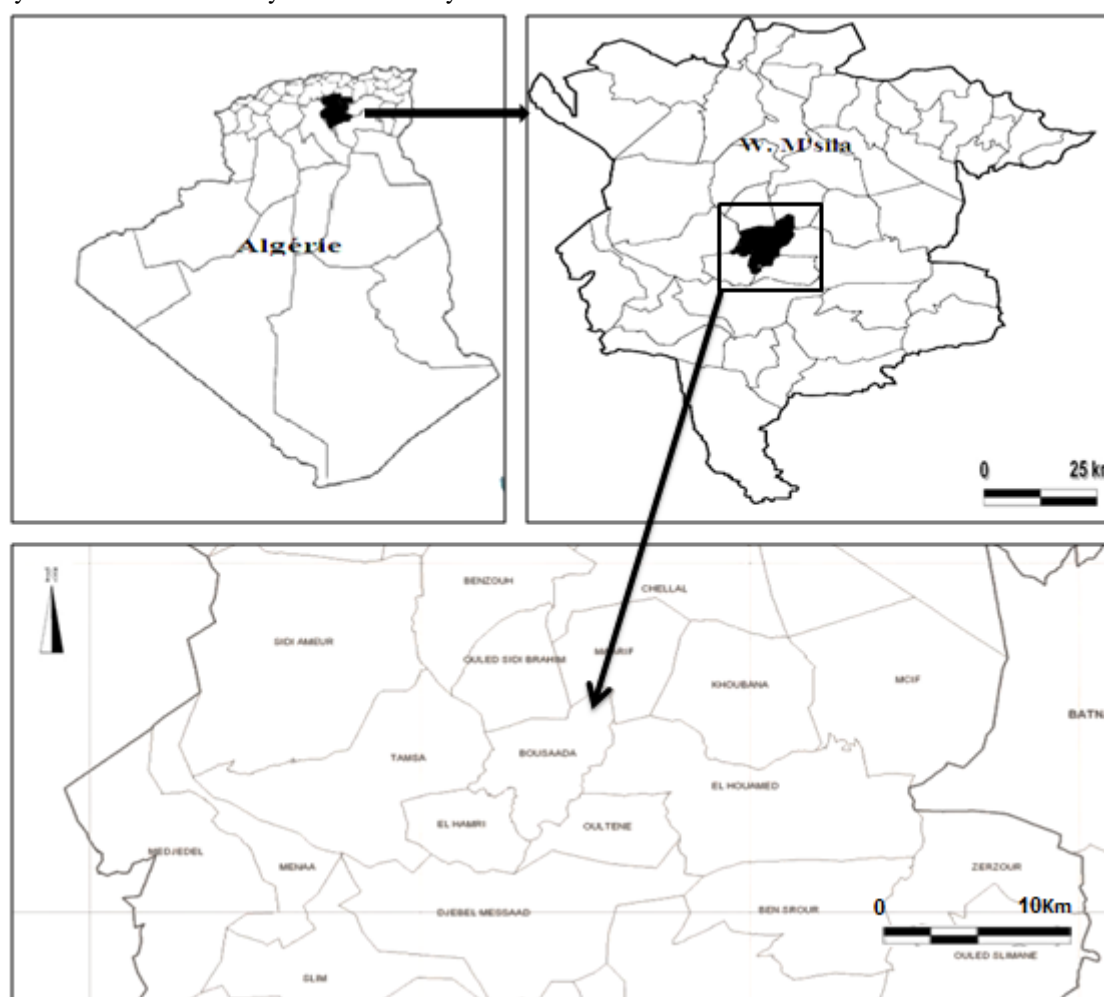 Algérie
W. M'sila
0 25 km
BENZOUH
CHELLAL
SIDI AMEUR
OULED SIDI BRAHIM
MAARIF
KHOUBANA
MCIF
BATNA
BOUSAADA
TAMSA
EL HOUAMED
EL HAMRI
OULTENE
MEDJEDEL
MENAA
ZERZOUR
DJEBEL MESSAAD
BEN SROUR
0 10Km
OULED SLIMANE
SLIM